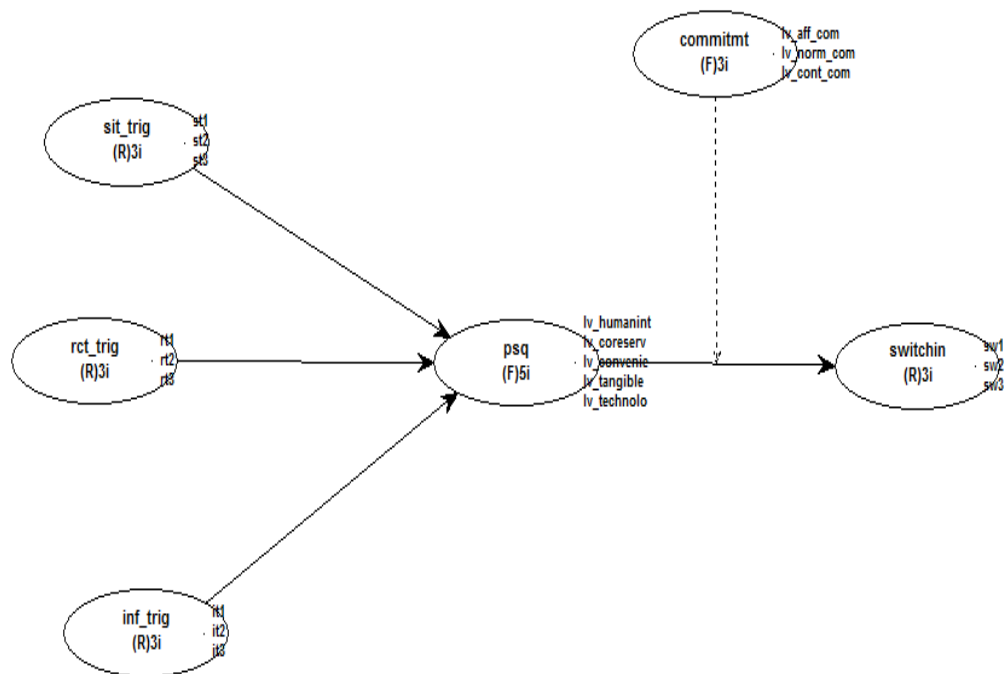 commitmt
(F)3i
lv_aff_com
lv_norm_com
lv_cont_com
sit_trig
(R)3i
st1
st2
st3
rct_trig
(R)3i
rt1
rt2
rt3
psq
(F)5i
lv_humanint
lv_coreserv
lv_convenie
lv_tangible
lv_technolo
switchin
(R)3i
sw1
sw2
sw3
inf_trig
(R)3i
it1
it2
it3